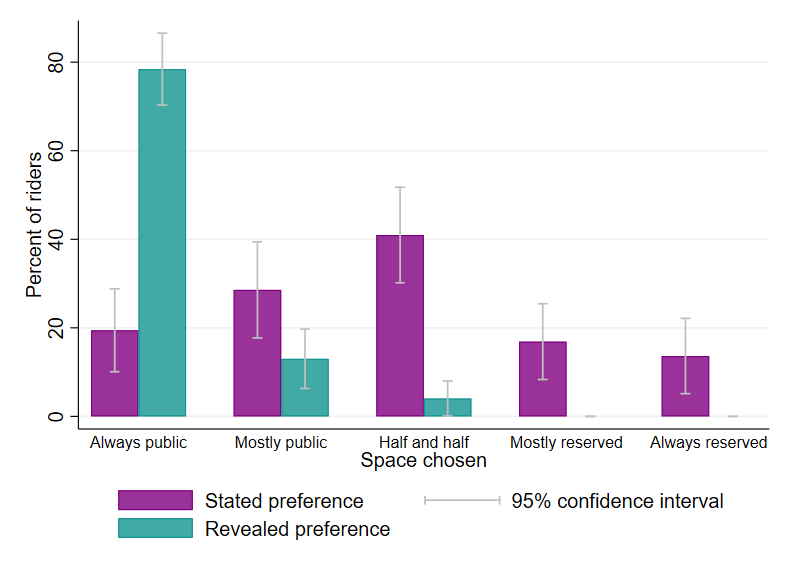 Percent of riders
80
60
40
20
0
Always public
Mostly public
Half and half
Mostly reserved
Always reserved
Space chosen
Stated preference
95% confidence interval
Revealed preference